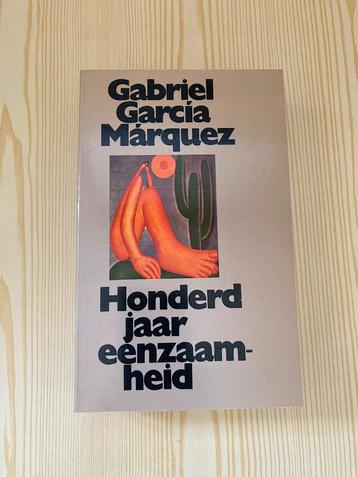 Gabriel
García
Márquez
Honderd
jaar
eenzaam-
heid